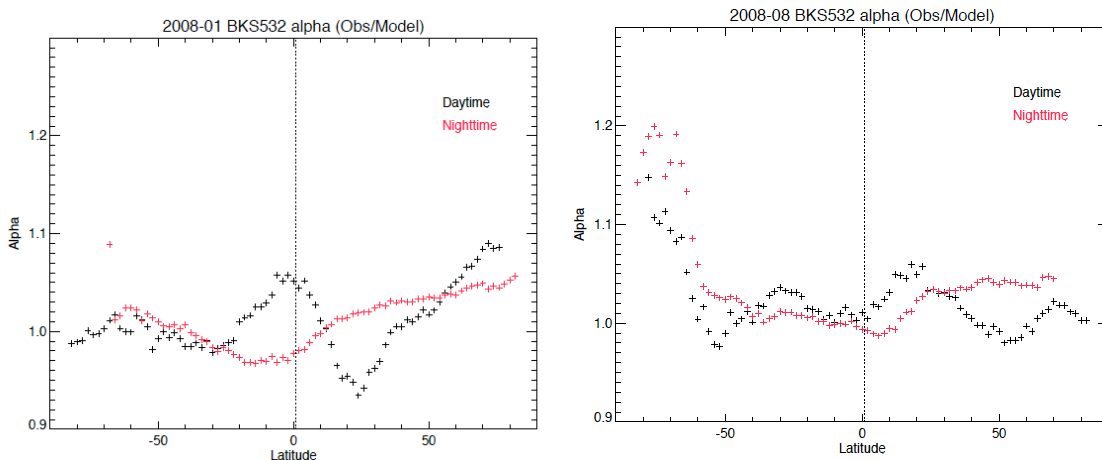 2008-01 BKS532 alpha (Obs/Model)
Daytime
Nighttime
1.2
1.1
1.0
0.9
Alpha
-50
0
50
Latitude
2008-08 BKS532 alpha (Obs/Model)
Daytime
Nighttime
1.2
1.1
1.0
0.9
Alpha
-50
0
50
Latitude